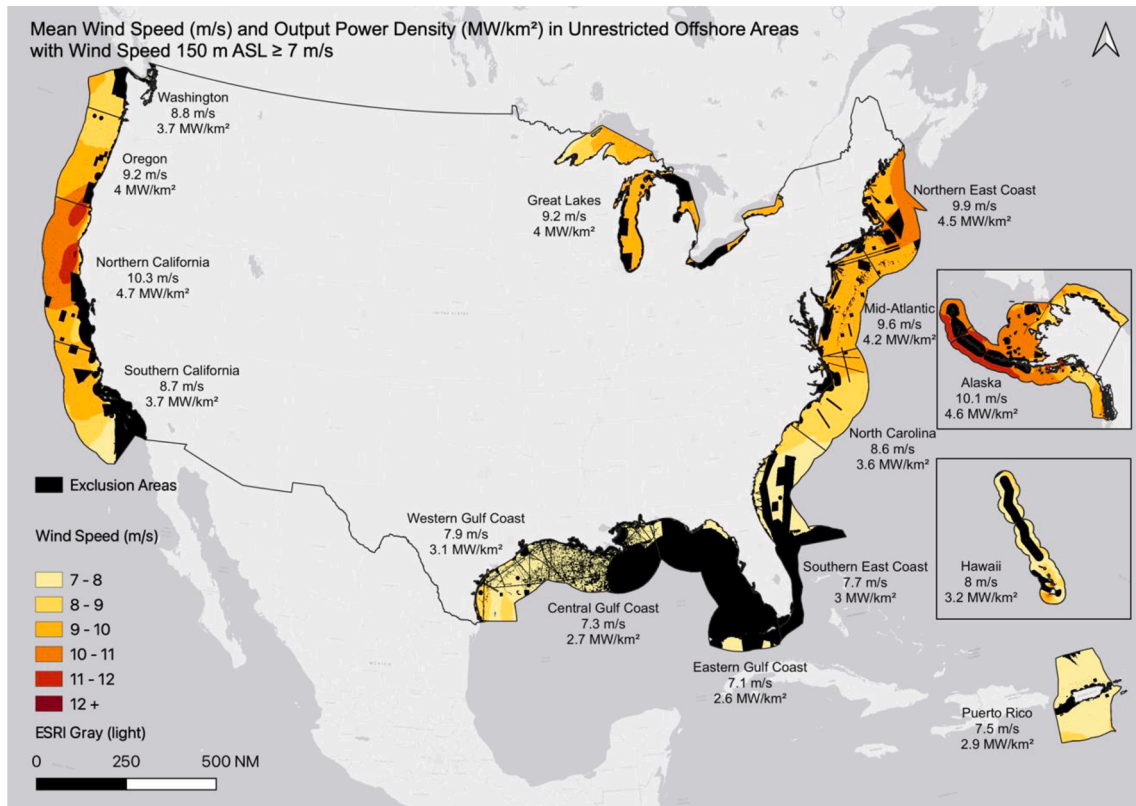 Mean Wind Speed (m/s) and Output Power Density (MW/km²) in Unrestricted Offshore Areas
with Wind Speed 150 m ASL ≥ 7 m/s
Washington
8.8 m/s
3.7 MW/km²
Oregon
9.2 m/s
4 MW/km²
Northern California
10.3 m/s
4.7 MW/km²
Southern California
8.7 m/s
3.7 MW/km²
Great Lakes
9.2 m/s
4 MW/km²
Northern East Coast
9.9 m/s
4.5 MW/km²
Mid-Atlantic
9.6 m/s
4.2 MW/km²
Alaska
10.1 m/s
4.6 MW/km²
North Carolina
8.6 m/s
3.6 MW/km²
Western Gulf Coast
7.9 m/s
3.1 MW/km²
Central Gulf Coast
7.3 m/s
2.7 MW/km²
Southern East Coast
7.7 m/s
3 MW/km²
Eastern Gulf Coast
7.1 m/s
2.6 MW/km²
Hawaii
8 m/s
3.2 MW/km²
Puerto Rico
7.5 m/s
2.9 MW/km²
Exclusion Areas
Wind Speed (m/s)
7 - 8
8 - 9
9 - 10
10 - 11
11 - 12
12 +
ESRI Gray (light)
0 250 500 NM